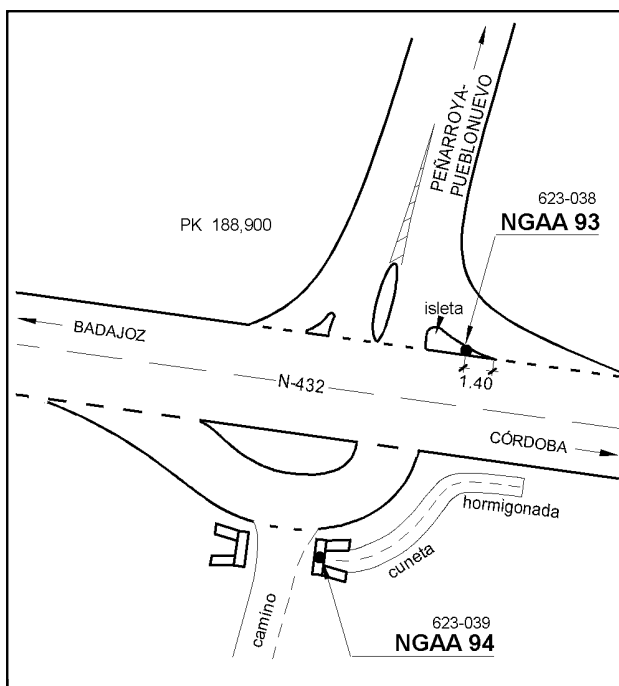 PEÑARROYA-
PUEBLONUEVO
623-038
NGAA 93
PK 188,900
isleta
BADAJOZ
N-432
1.40
CÓRDOBA
hormigonada
cuneta
camino
623-039
NGAA 94